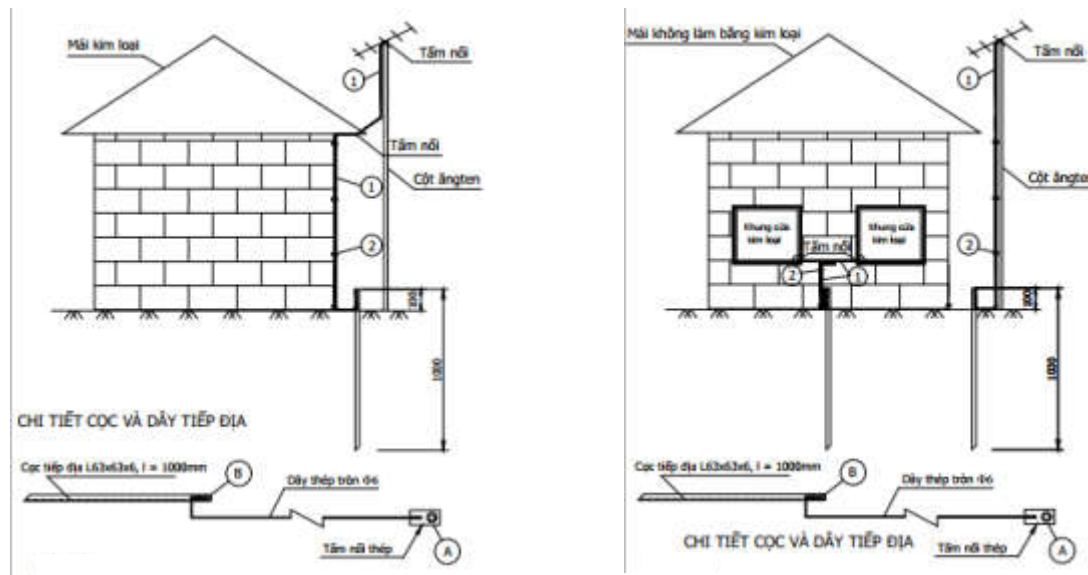 Mái kim loại
Tấm nối
1
Tấm nối
1
Cột ăngten
2
1000
CHI TIẾT CỌC VÀ DÂY TIẾP ĐỊA
Cọc tiếp địa L63x63x6, l = 1000mm
B
Dây thép tròn Φ6
Tấm nối thép
A
Mái không làm bằng kim loại
Tấm nối
1
Cột ăngten
Khung cửa
kim loại
Khung cửa
kim loại
Tấm nối
2
1
2
1000
Cọc tiếp địa L63x63x6, l = 1000mm
B
Dây thép tròn Φ6
CHI TIẾT CỌC VÀ DÂY TIẾP ĐỊA
Tấm nối thép
A